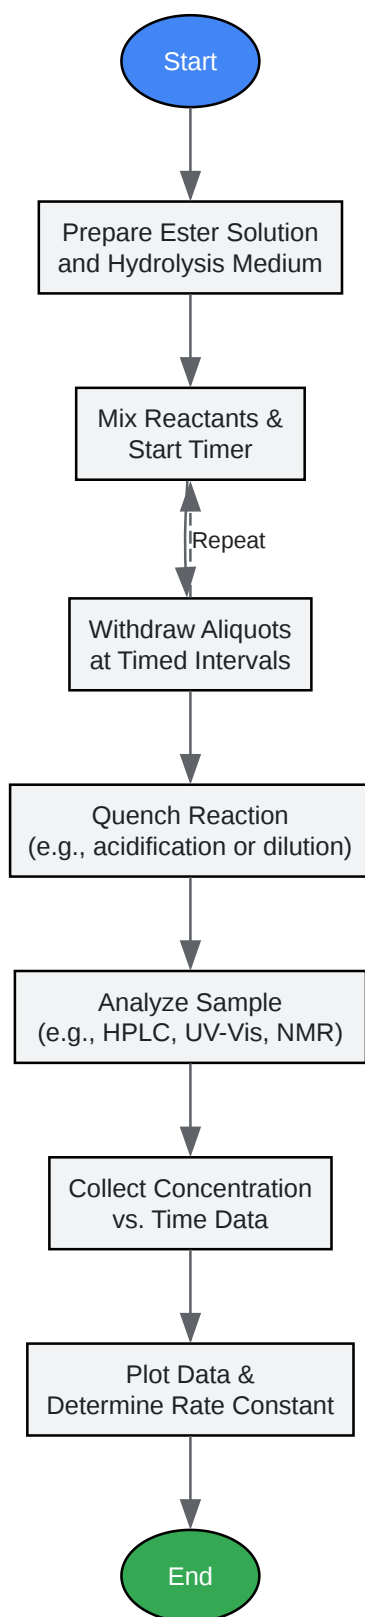 Start
Prepare Ester Solution
and Hydrolysis Medium
Mix Reactants &
Start Timer
Repeat
Withdraw Aliquots
at Timed Intervals
Quench Reaction
(e.g., acidification or dilution)
Analyze Sample
(e.g., HPLC, UV-Vis, NMR)
Collect Concentration
vs. Time Data
Plot Data &
Determine Rate Constant
End